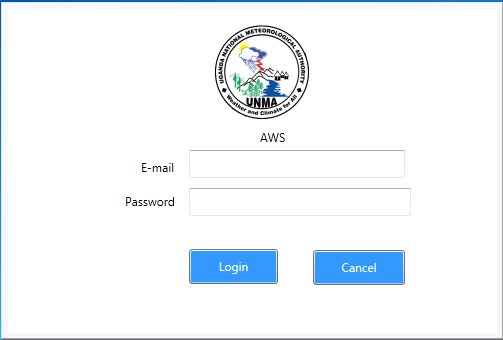 UGANDA NATIONAL METEOROLOGICAL AUTHORITY
UNMA
Weather and Climate for All
AWS
E-mail
Password
Login
Cancel